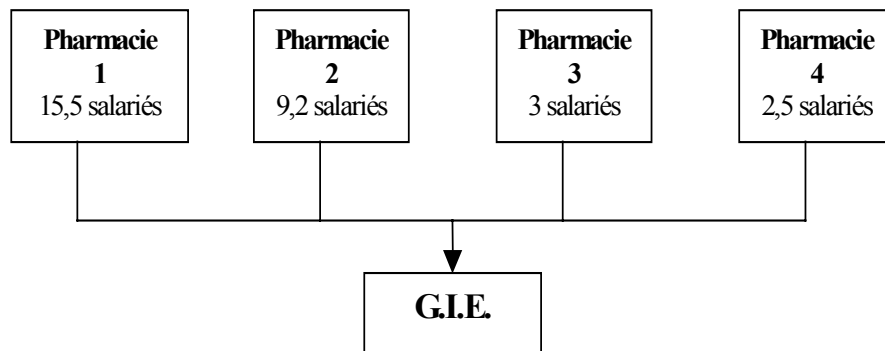 Pharmacie
1
15,5 salariés
Pharmacie
2
9,2 salariés
Pharmacie
3
3 salariés
Pharmacie
4
2,5 salariés
G.I.E.